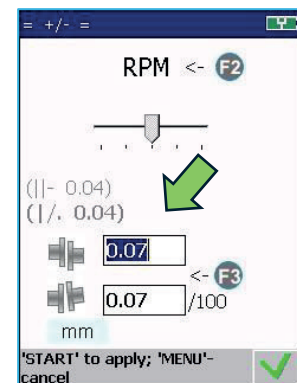 = +/- =
RPM <- F2
(||- 0.04)
(|/. 0.04)
0.07
<- F3
0.07 /100
mm
'START' to apply; 'MENU'-
cancel